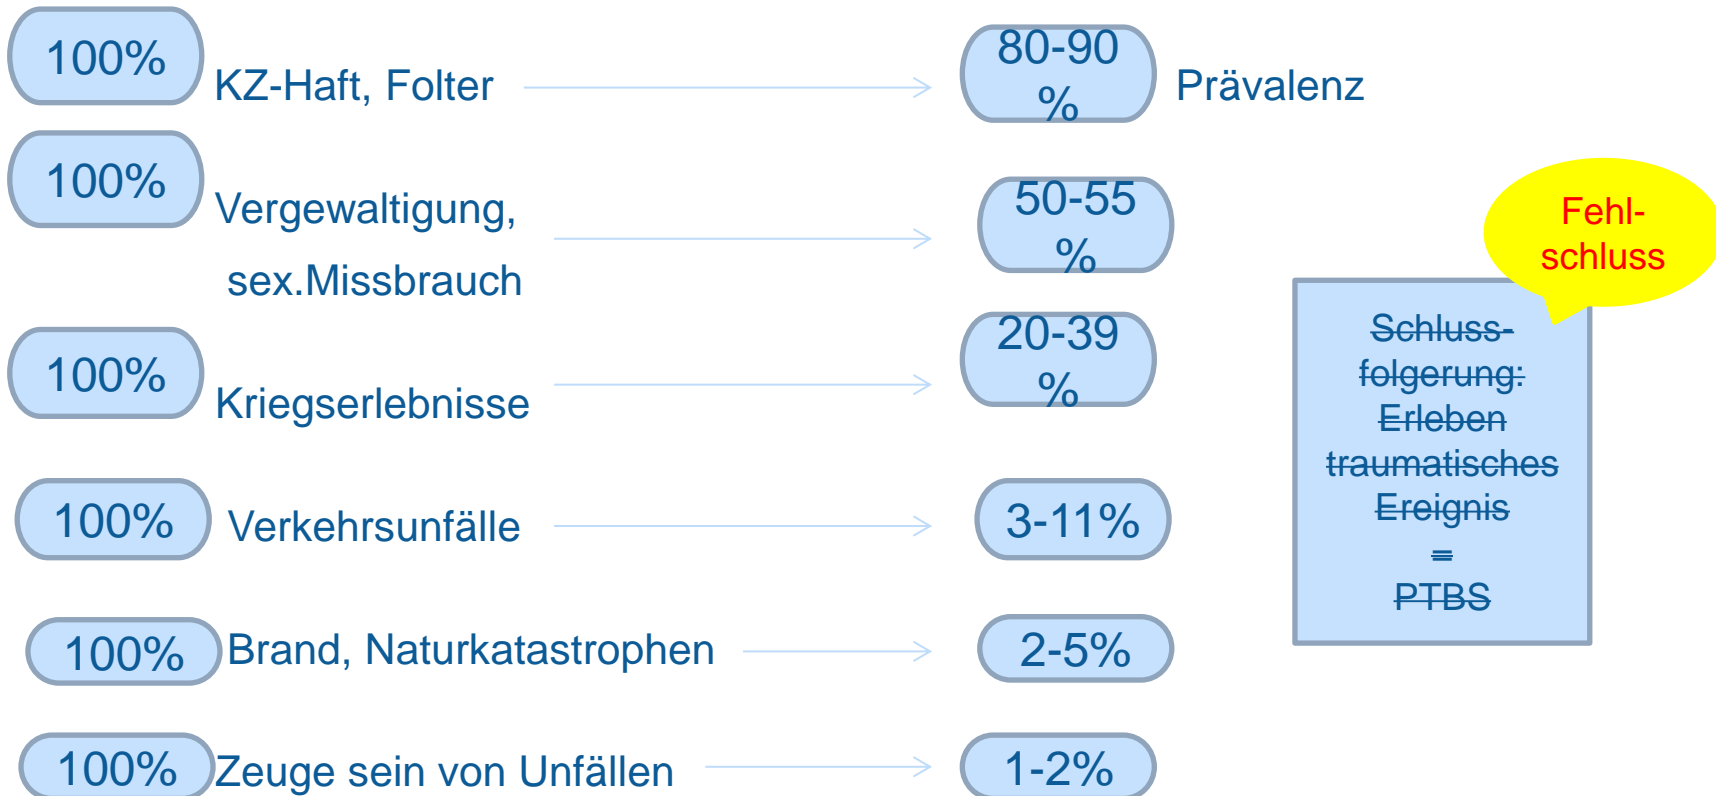 100%
KZ-Haft, Folter
80-90
%
Prävalenz
100%
Vergewaltigung,
sex.Missbrauch
50-55
%
100%
Kriegserlebnisse
20-39
%
100%
Verkehrsunfälle
3-11%
100%
Brand, Naturkatastrophen
2-5%
100%
Zeuge sein von Unfällen
1-2%
Fehl-
schluss
Schluss-
folgerung:
Erleben
traumatisches
Ereignis
=
PTBS